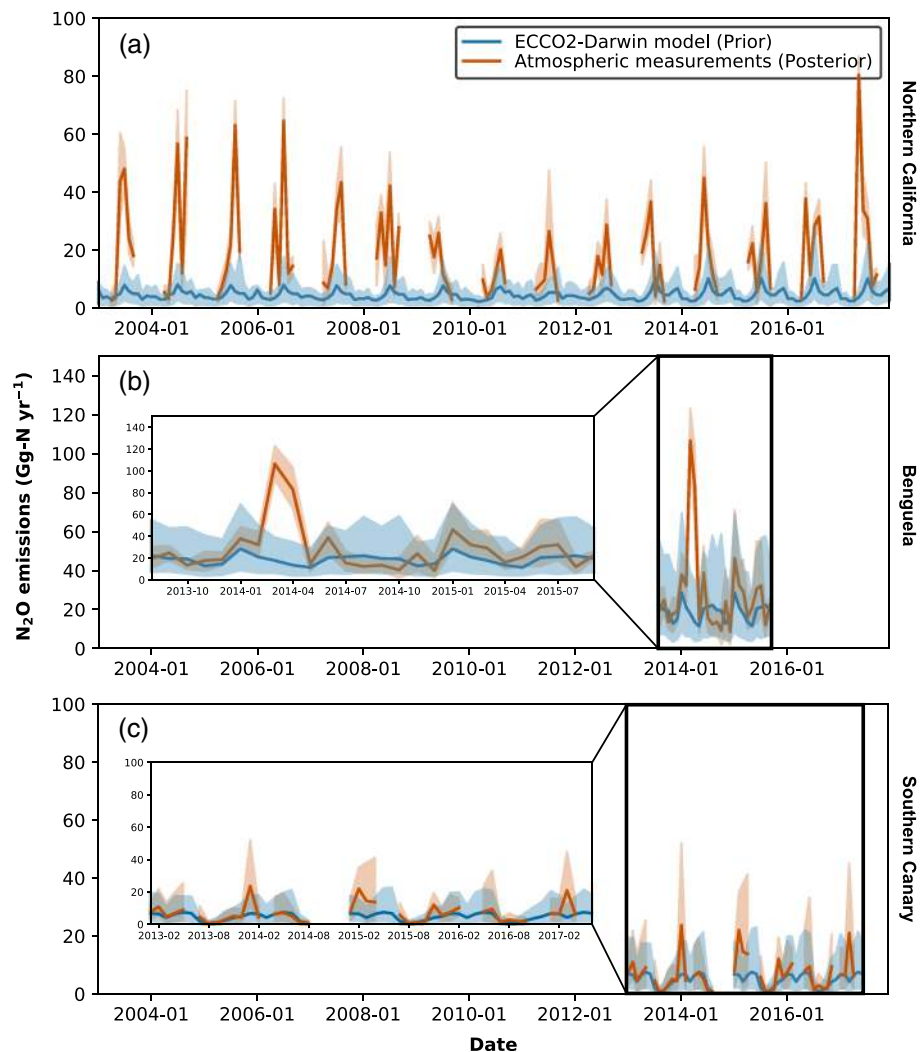 (a)
ECCO2-Darwin model (Prior)
Atmospheric measurements (Posterior)
100
80
60
40
20
0
2004-01 2006-01 2008-01 2010-01 2012-01 2014-01 2016-01
Northern California
(b)
140
120
100
80
60
40
20
0
140
120
100
80
60
40
20
0
2013-10 2014-01 2014-04 2014-07 2014-10 2015-01 2015-04 2015-07
2004-01 2006-01 2008-01 2010-01 2012-01 2014-01 2016-01
Benguela
N₂O emissions (Gg-N yr⁻¹)
(c)
100
80
60
40
20
0
100
80
60
40
20
0
2013-02 2013-08 2014-02 2014-08 2015-02 2015-08 2016-02 2016-08 2017-02
2004-01 2006-01 2008-01 2010-01 2012-01 2014-01 2016-01
Southern Canary
Date